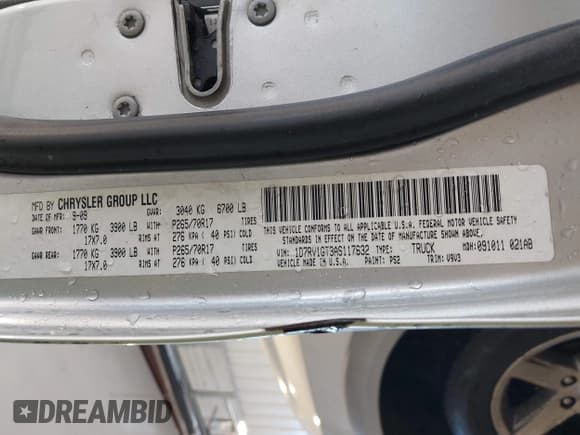 MFD BY CHRYSLER GROUP LLC
DATE OF MFR. 9-09 GVWR: 3040 KG 6700 LB
GAWR FRONT: 1770 KG 3900 LB WITH P265/70R17 TIRES
17X7.0 RIMS AT 276 KPA ( 40 PSI) COLD
GAWR REAR: 1770 KG 3900 LB WITH P265/70R17 TIRES
17X7.0 RIMS AT 276 KPA ( 40 PSI) COLD
THIS VEHICLE CONFORMS TO ALL APPLICABLE U.S.A. FEDERAL MOTOR VEHICLE SAFETY
STANDARDS IN EFFECT ON THE DATE OF MANUFACTURE SHOWN ABOVE.
VIN: 1D7RV1GT3AS117632 TYPE: TRUCK MDH: 091011 021AB
VEHICLE MADE IN U.S.A. PAINT: PS2 TRIM: V9V3
DREAMBID